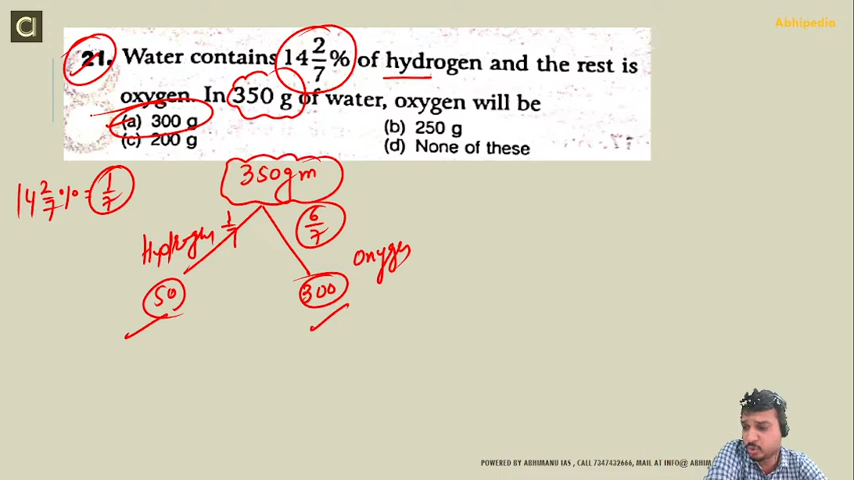 Abhipedia
21. Water contains 14 2/7 % of hydrogen and the rest is
oxygen. In 350 g of water, oxygen will be
(a) 300 g
(b) 250 g
(c) 200 g
(d) None of these
350gm
14 2/7 % = 1/7
Hydrogen 1/7
6/7
Oxygen
50
300
POWERED BY ABHIMANU IAS , CALL 7347432666, MAIL AT INFO@ ABHIM